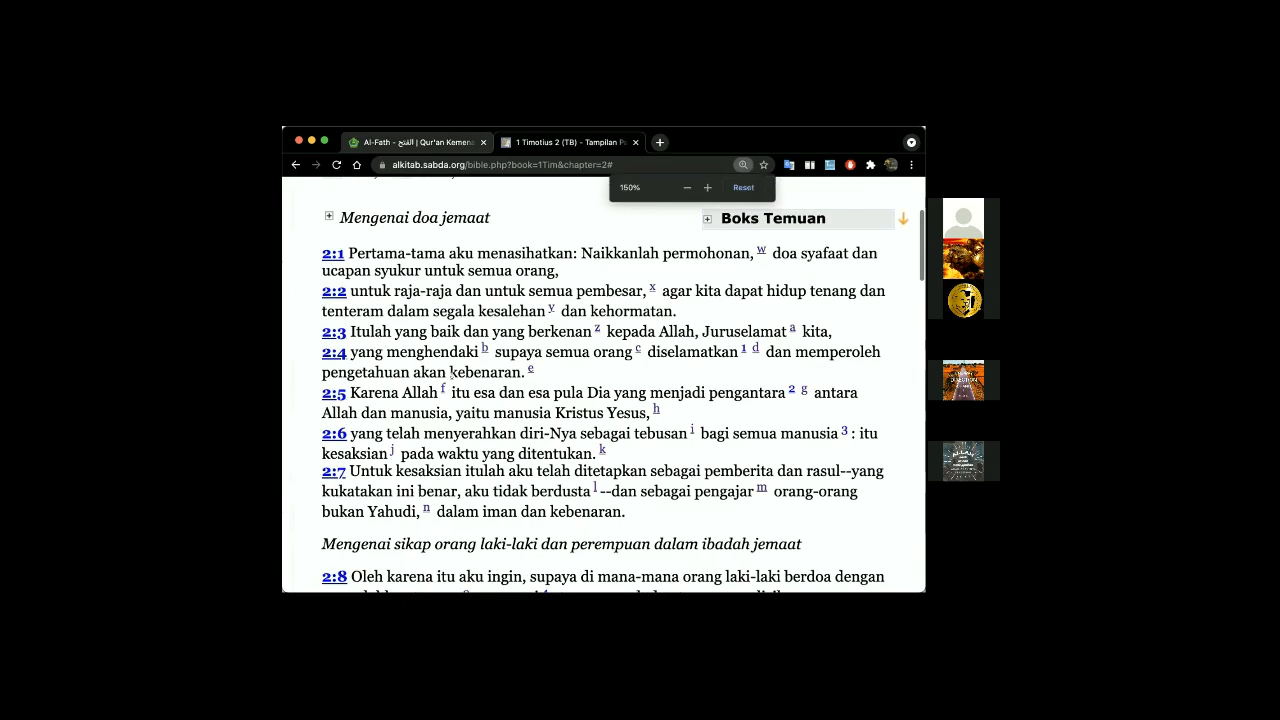 Al-Fath - الفتح | Qur'an Kemena
1 Timotius 2 (TB) - Tampilan Pa
alkitab.sabda.org/bible.php?book=1Tim&chapter=2#
150% − + Reset
Mengenai doa jemaat
Boks Temuan
2:1 Pertama-tama aku menasihatkan: Naikkanlah permohonan, w doa syafaat dan
ucapan syukur untuk semua orang,
2:2 untuk raja-raja dan untuk semua pembesar, x agar kita dapat hidup tenang dan
tenteram dalam segala kesalehan y dan kehormatan.
2:3 Itulah yang baik dan yang berkenan z kepada Allah, Juruselamat a kita,
2:4 yang menghendaki b supaya semua orang c diselamatkan 1 d dan memperoleh
pengetahuan akan kebenaran. e
2:5 Karena Allah f itu esa dan esa pula Dia yang menjadi pengantara 2 g antara
Allah dan manusia, yaitu manusia Kristus Yesus, h
2:6 yang telah menyerahkan diri-Nya sebagai tebusan i bagi semua manusia 3 : itu
kesaksian j pada waktu yang ditentukan. k
2:7 Untuk kesaksian itulah aku telah ditetapkan sebagai pemberita dan rasul--yang
kukatakan ini benar, aku tidak berdusta l --dan sebagai pengajar m orang-orang
bukan Yahudi, n dalam iman dan kebenaran.
Mengenai sikap orang laki-laki dan perempuan dalam ibadah jemaat
2:8 Oleh karena itu aku ingin, supaya di mana-mana orang laki-laki berdoa dengan